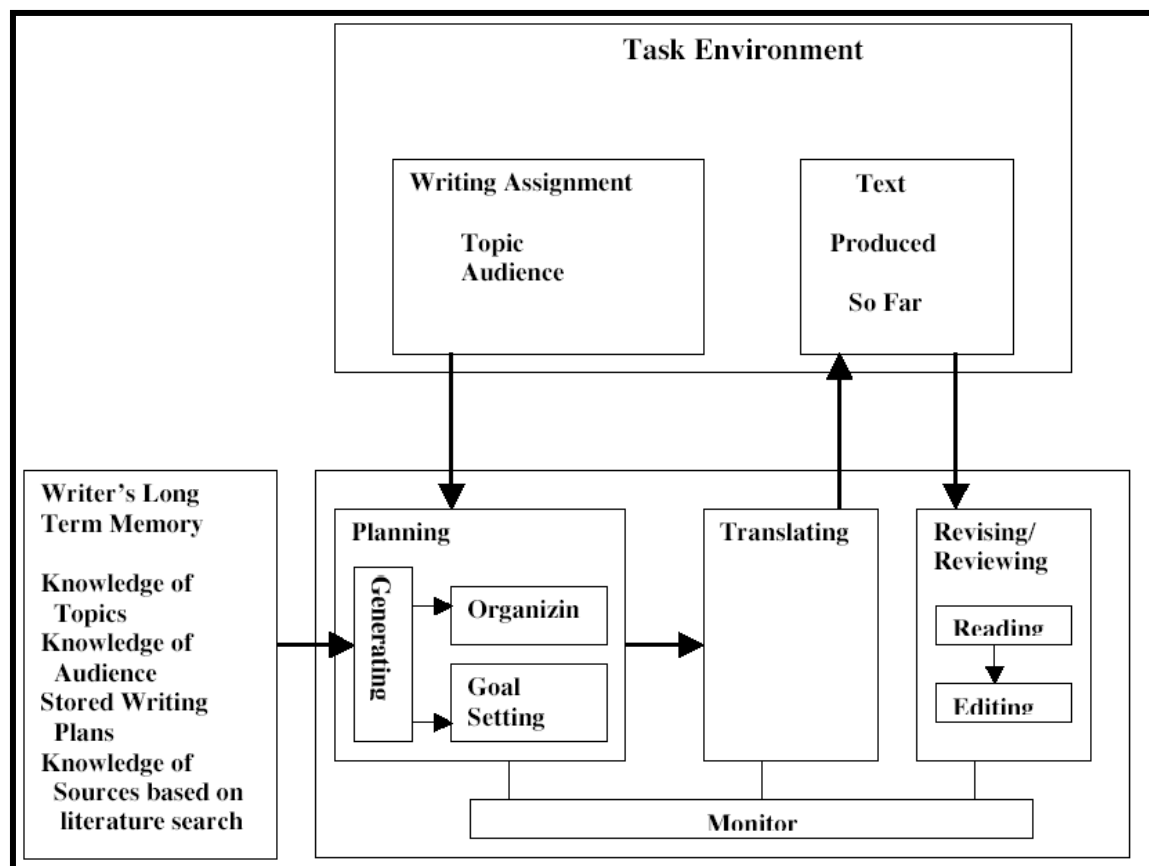 Task Environment
Writing Assignment
Topic
Audience
Text
Produced
So Far
Writer's Long
Term Memory
Knowledge of
Topics
Knowledge of
Audience
Stored Writing
Plans
Knowledge of
Sources based on
literature search
Planning
Generating
Organizin
Goal
Setting
Translating
Revising/
Reviewing
Reading
Editing
Monitor